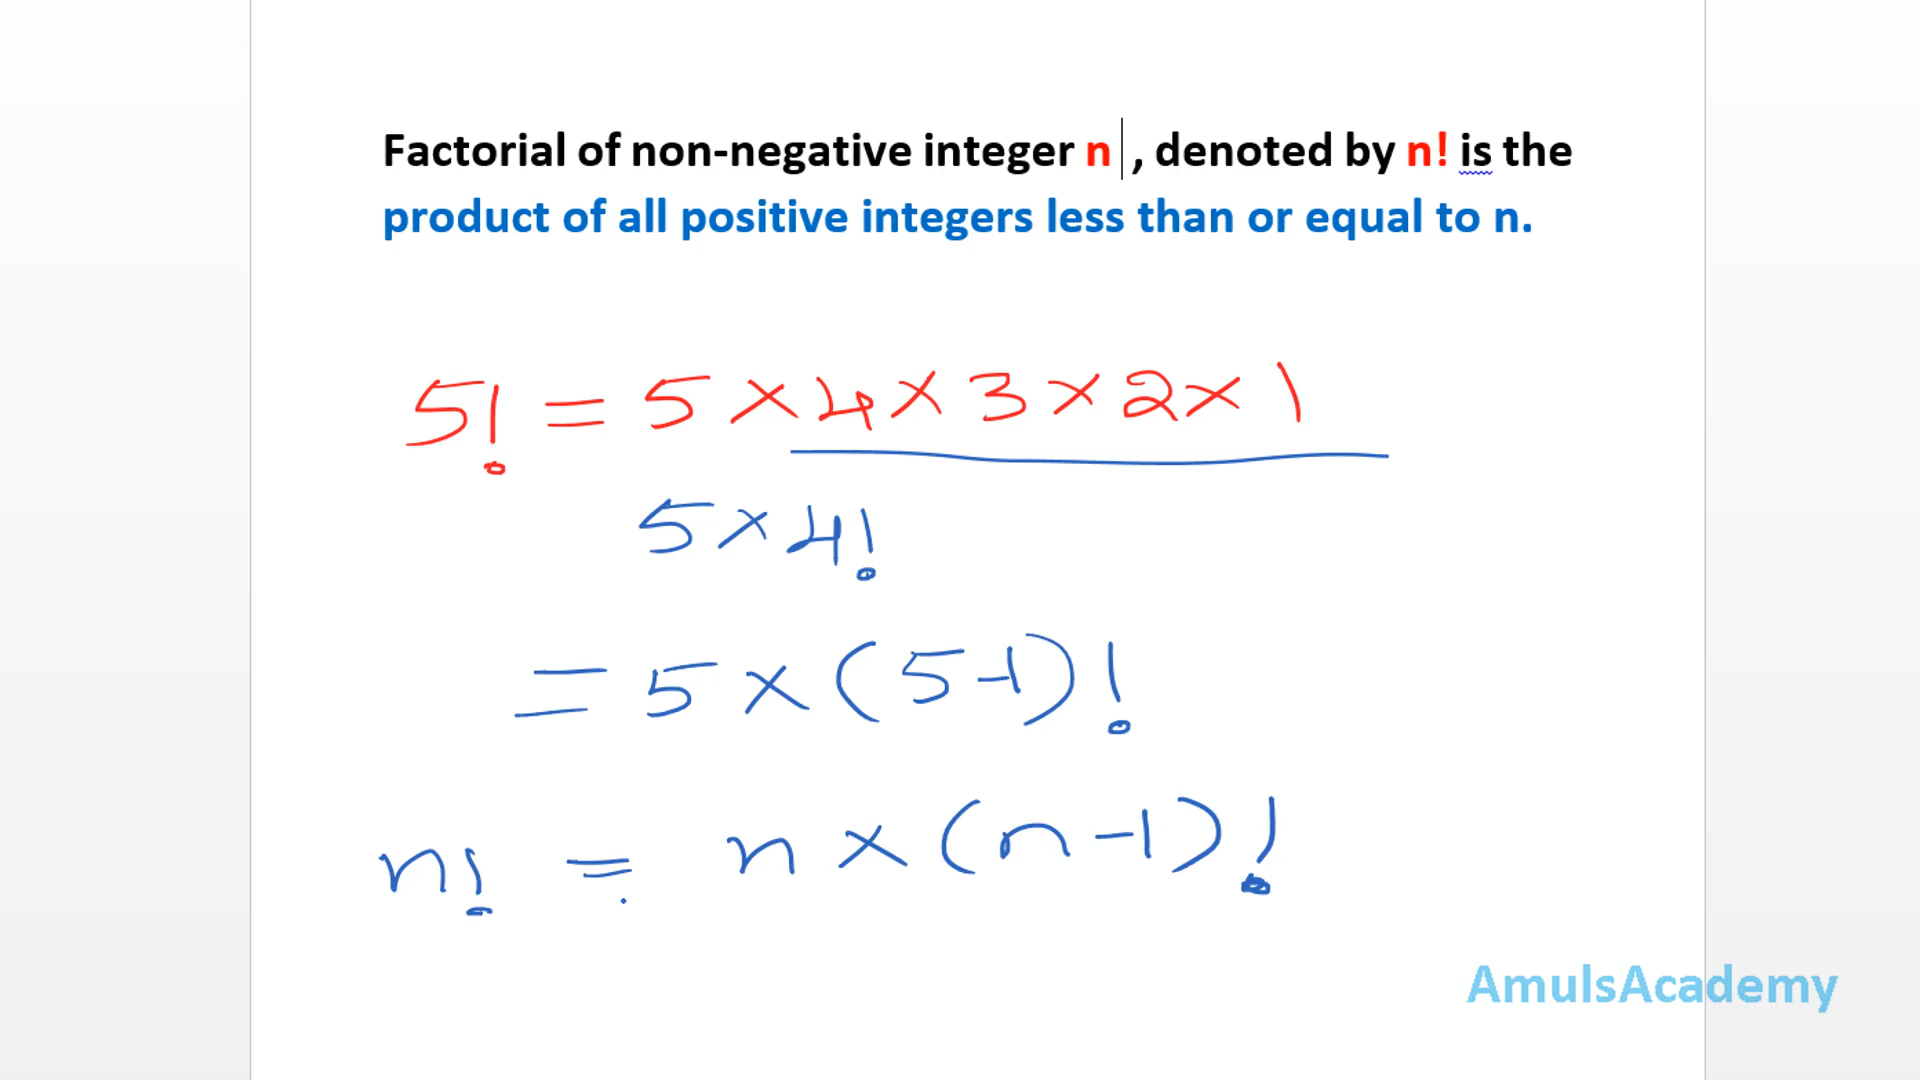 Factorial of non-negative integer n , denoted by n! is the
product of all positive integers less than or equal to n.
5! = 5 × 4 × 3 × 2 × 1
5 × 4!
= 5 × (5-1)!
n! = n × (n-1)!
AmulsAcademy